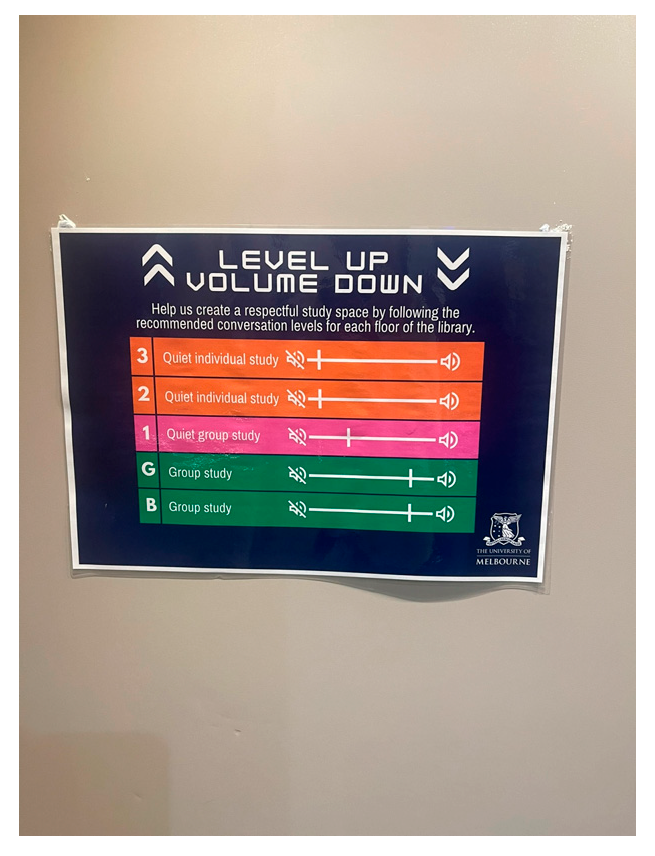 LEVEL UP
VOLUME DOWN
Help us create a respectful study space by following the
recommended conversation levels for each floor of the library.
3 Quiet individual study
2 Quiet individual study
1 Quiet group study
G Group study
B Group study
THE UNIVERSITY OF
MELBOURNE